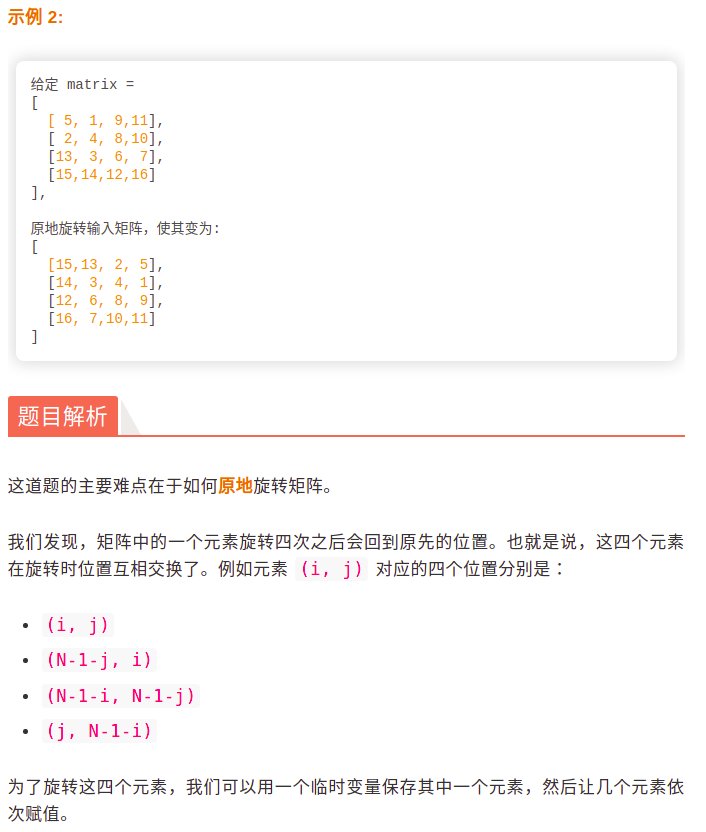 示例 2:
给定 matrix =
[
  [ 5, 1, 9,11],
  [ 2, 4, 8,10],
  [13, 3, 6, 7],
  [15,14,12,16]
],
原地旋转输入矩阵，使其变为:
[
  [15,13, 2, 5],
  [14, 3, 4, 1],
  [12, 6, 8, 9],
  [16, 7,10,11]
]
题目解析
这道题的主要难点在于如何原地旋转矩阵。
我们发现，矩阵中的一个元素旋转四次之后会回到原先的位置。也就是说，这四个元素
在旋转时位置互相交换了。例如元素 (i, j) 对应的四个位置分别是：
• (i, j)
• (N-1-j, i)
• (N-1-i, N-1-j)
• (j, N-1-i)
为了旋转这四个元素，我们可以用一个临时变量保存其中一个元素，然后让几个元素依
次赋值。